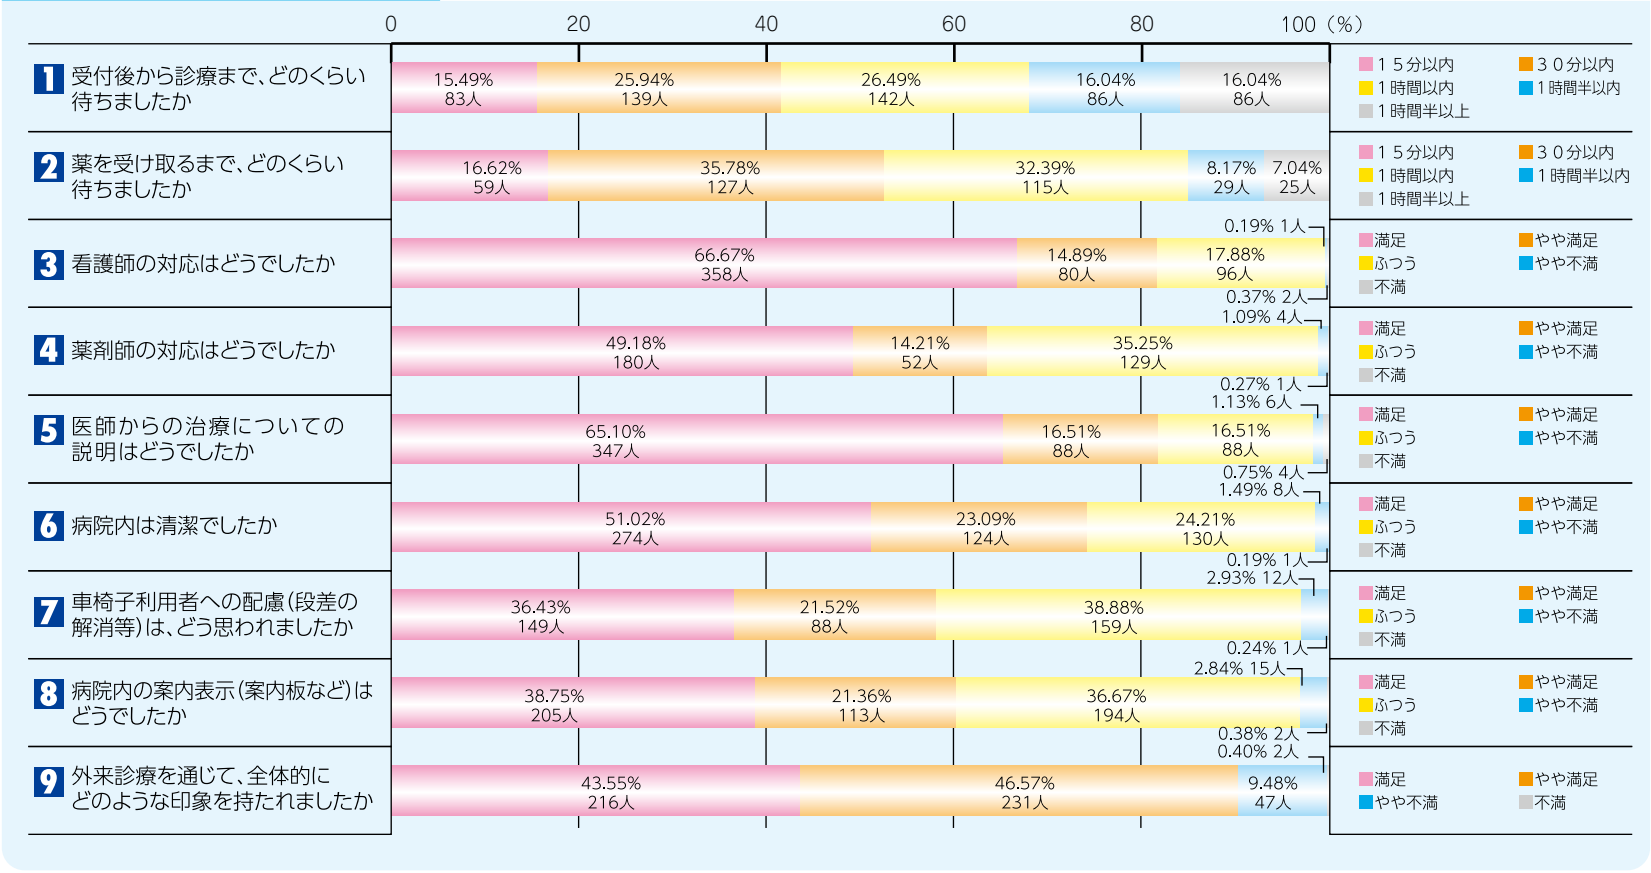 0 20 40 60 80 100 (%)
1 受付後から診療まで、どのくらい
待ちましたか
15.49% 25.94% 26.49% 16.04% 16.04%
83人 139人 142人 86人 86人
15分以内 30分以内
1時間以内 1時間半以内
1時間半以上
2 薬を受け取るまで、どのくらい
待ちましたか
16.62% 35.78% 32.39% 8.17% 7.04%
59人 127人 115人 29人 25人
15分以内 30分以内
1時間以内 1時間半以内
1時間半以上
3 看護師の対応はどうでしたか
0.19% 1人
66.67% 14.89% 17.88%
358人 80人 96人
0.37% 2人
満足 やや満足
ふつう やや不満
不満
4 薬剤師の対応はどうでしたか
1.09% 4人
49.18% 14.21% 35.25%
180人 52人 129人
0.27% 1人
満足 やや満足
ふつう やや不満
不満
5 医師からの治療についての
説明はどうでしたか
1.13% 6人
65.10% 16.51% 16.51%
347人 88人 88人
0.75% 4人
満足 やや満足
ふつう やや不満
不満
6 病院内は清潔でしたか
1.49% 8人
51.02% 23.09% 24.21%
274人 124人 130人
0.19% 1人
満足 やや満足
ふつう やや不満
不満
7 車椅子利用者への配慮(段差の
解消等)は、どう思われましたか
2.93% 12人
36.43% 21.52% 38.88%
149人 88人 159人
0.24% 1人
満足 やや満足
ふつう やや不満
不満
8 病院内の案内表示(案内板など)は
どうでしたか
2.84% 15人
38.75% 21.36% 36.67%
205人 113人 194人
0.38% 2人
満足 やや満足
ふつう やや不満
不満
9 外来診療を通じて、全体的に
どのような印象を持たれましたか
0.40% 2人
43.55% 46.57% 9.48%
216人 231人 47人
満足 やや満足
やや不満 不満